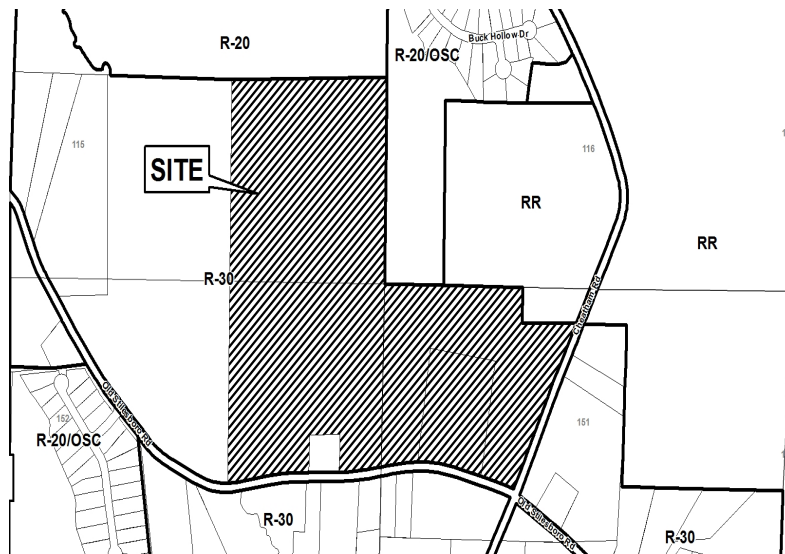 Buck Hollow Dr
R-20
R-20/OSC
115
116
SITE
RR
RR
R-30
Cheatham Rd
Old Stilesboro Rd
152
151
R-20/OSC
Old Stilesboro Rd
R-30
R-30